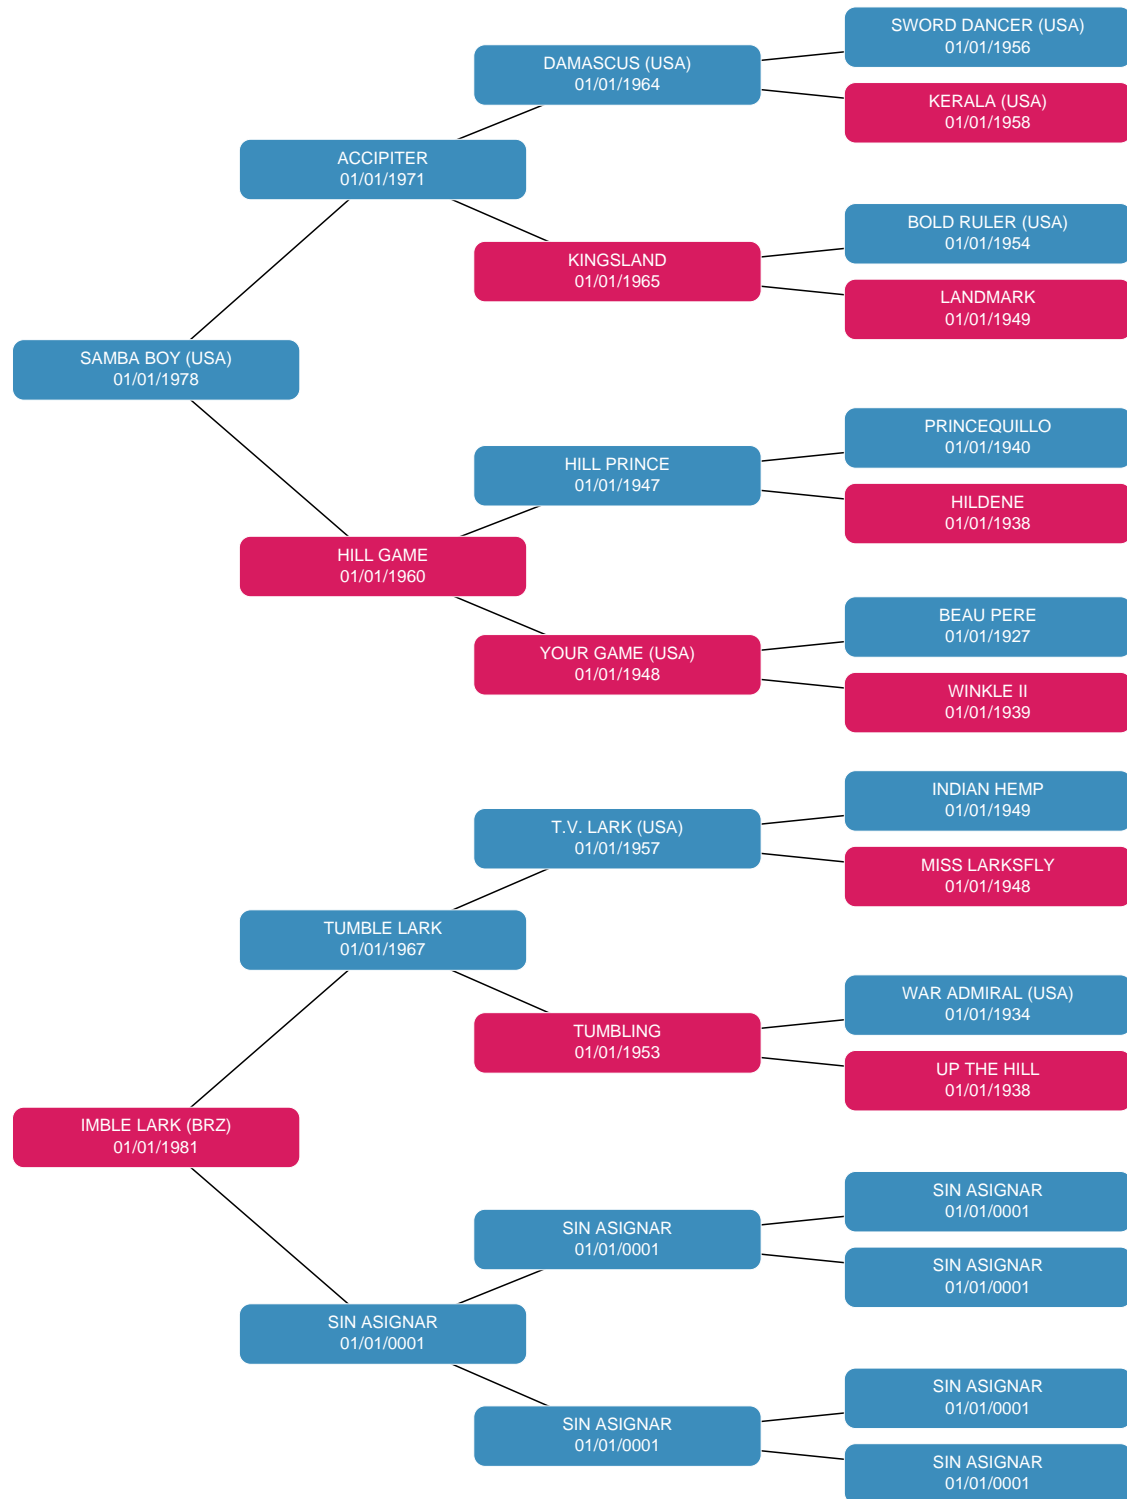 SWORD DANCER (USA)
01/01/1956
DAMASCUS (USA)
01/01/1964
KERALA (USA)
01/01/1958
ACCIPITER
01/01/1971
BOLD RULER (USA)
01/01/1954
KINGSLAND
01/01/1965
LANDMARK
01/01/1949
SAMBA BOY (USA)
01/01/1978
PRINCEQUILLO
01/01/1940
HILL PRINCE
01/01/1947
HILDENE
01/01/1938
HILL GAME
01/01/1960
BEAU PERE
01/01/1927
YOUR GAME (USA)
01/01/1948
WINKLE II
01/01/1939
INDIAN HEMP
01/01/1949
T.V. LARK (USA)
01/01/1957
MISS LARKSFLY
01/01/1948
TUMBLE LARK
01/01/1967
WAR ADMIRAL (USA)
01/01/1934
TUMBLING
01/01/1953
UP THE HILL
01/01/1938
IMBLE LARK (BRZ)
01/01/1981
SIN ASIGNAR
01/01/0001
SIN ASIGNAR
01/01/0001
SIN ASIGNAR
01/01/0001
SIN ASIGNAR
01/01/0001
SIN ASIGNAR
01/01/0001
SIN ASIGNAR
01/01/0001
SIN ASIGNAR
01/01/0001